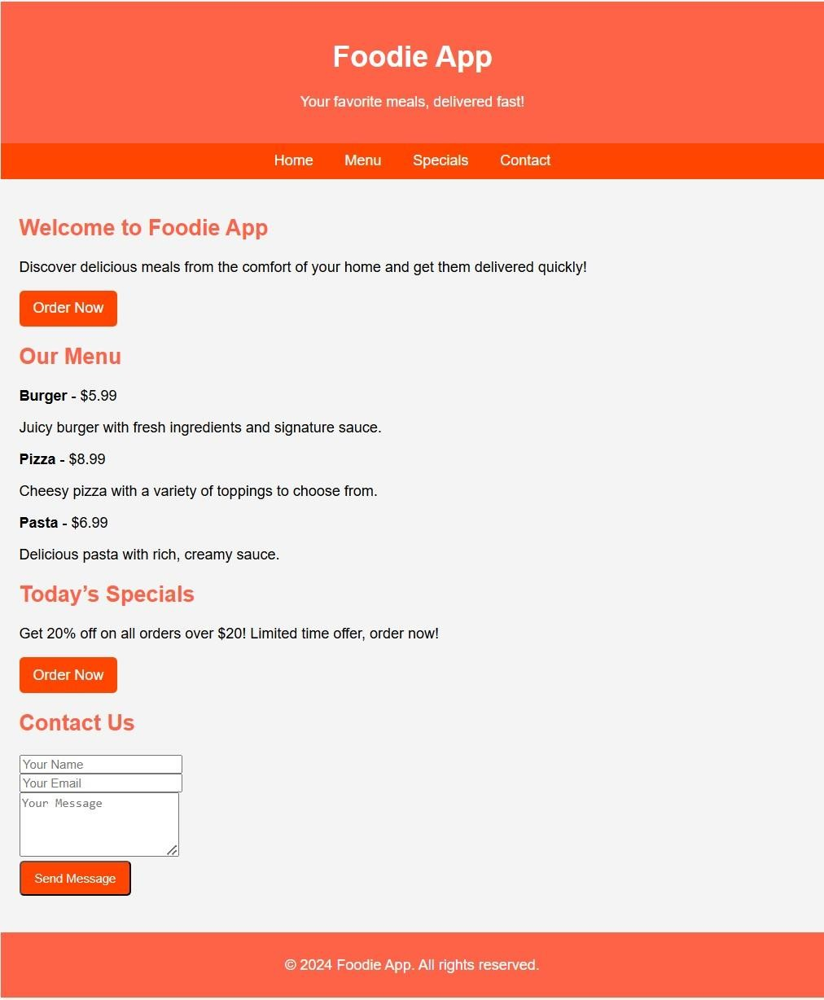 Foodie App
Your favorite meals, delivered fast!
Home Menu Specials Contact
Welcome to Foodie App
Discover delicious meals from the comfort of your home and get them delivered quickly!
Order Now
Our Menu
Burger - $5.99
Juicy burger with fresh ingredients and signature sauce.
Pizza - $8.99
Cheesy pizza with a variety of toppings to choose from.
Pasta - $6.99
Delicious pasta with rich, creamy sauce.
Today’s Specials
Get 20% off on all orders over $20! Limited time offer, order now!
Order Now
Contact Us
Your Name
Your Email
Your Message
Send Message
© 2024 Foodie App. All rights reserved.